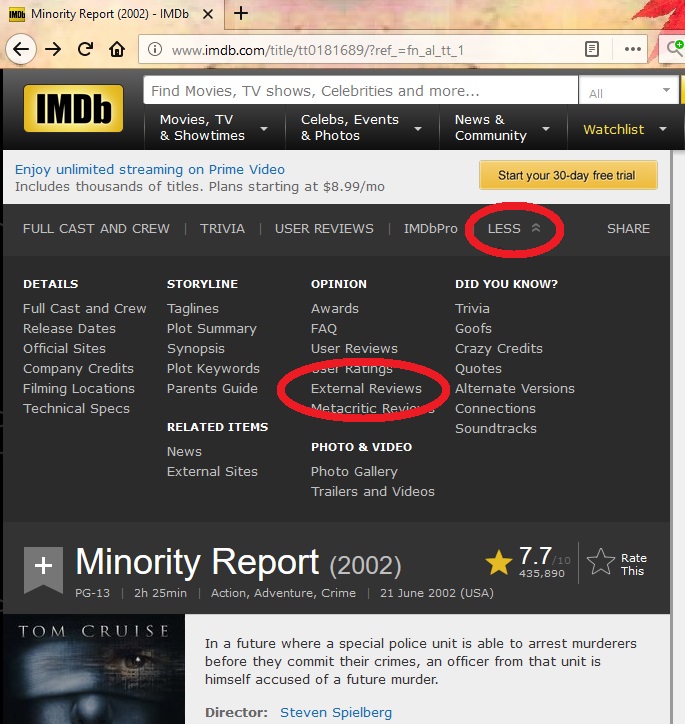 Minority Report (2002) - IMDb
www.imdb.com/title/tt0181689/?ref_=fn_al_tt_1
IMDb
Find Movies, TV shows, Celebrities and more...
All
Movies, TV
& Showtimes
Celebs, Events
& Photos
News &
Community
Watchlist
Enjoy unlimited streaming on Prime Video
Includes thousands of titles. Plans starting at $8.99/mo
Start your 30-day free trial
FULL CAST AND CREW | TRIVIA | USER REVIEWS | IMDbPro LESS SHARE
DETAILS
Full Cast and Crew
Release Dates
Official Sites
Company Credits
Filming Locations
Technical Specs
STORYLINE
Taglines
Plot Summary
Synopsis
Plot Keywords
Parents Guide
RELATED ITEMS
News
External Sites
OPINION
Awards
FAQ
User Reviews
User Ratings
External Reviews
Metacritic Reviews
PHOTO & VIDEO
Photo Gallery
Trailers and Videos
DID YOU KNOW?
Trivia
Goofs
Crazy Credits
Quotes
Alternate Versions
Connections
Soundtracks
Minority Report (2002)
PG-13 | 2h 25min | Action, Adventure, Crime | 21 June 2002 (USA)
7.7/10
435,890
Rate
This
TOM CRUISE
In a future where a special police unit is able to arrest murderers
before they commit their crimes, an officer from that unit is
himself accused of a future murder.
Director: Steven Spielberg